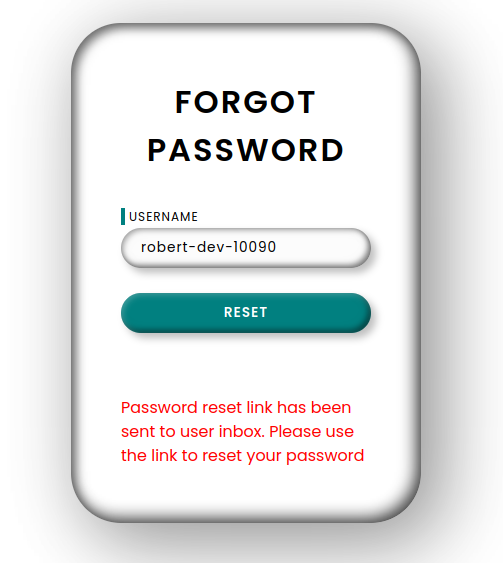 FORGOT
PASSWORD
USERNAME
robert-dev-10090
RESET
Password reset link has been
sent to user inbox. Please use
the link to reset your password